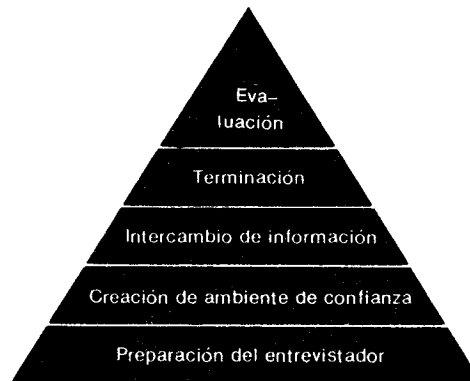 Eva-
luación
Terminación
Intercambio de información
Creación de ambiente de confianza
Preparación del entrevistador